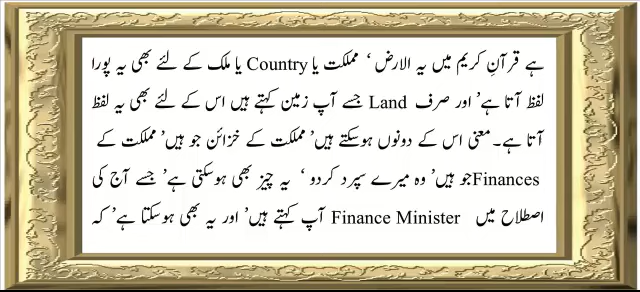 ہے قرآنِ کریم میں یہ الارض ‘ مملکت یا Country یا ملک کے لئے بھی یہ پورا
لفظ آتا ہے’ اور صرف Land جسے آپ زمین کہتے ہیں اس کے لئے بھی یہ لفظ
آتا ہے۔ معنی اس کے دونوں ہوسکتے ہیں’ مملکت کے خزائن جو ہیں’ مملکت کے
Finances جو ہیں’ وہ میرے سپرد کردو ‘ یہ چیز بھی ہوسکتی ہے’ جسے آج کی
اصطلاح میں Finance Minister آپ کہتے ہیں’ اور یہ بھی ہوسکتا ہے’ کہ